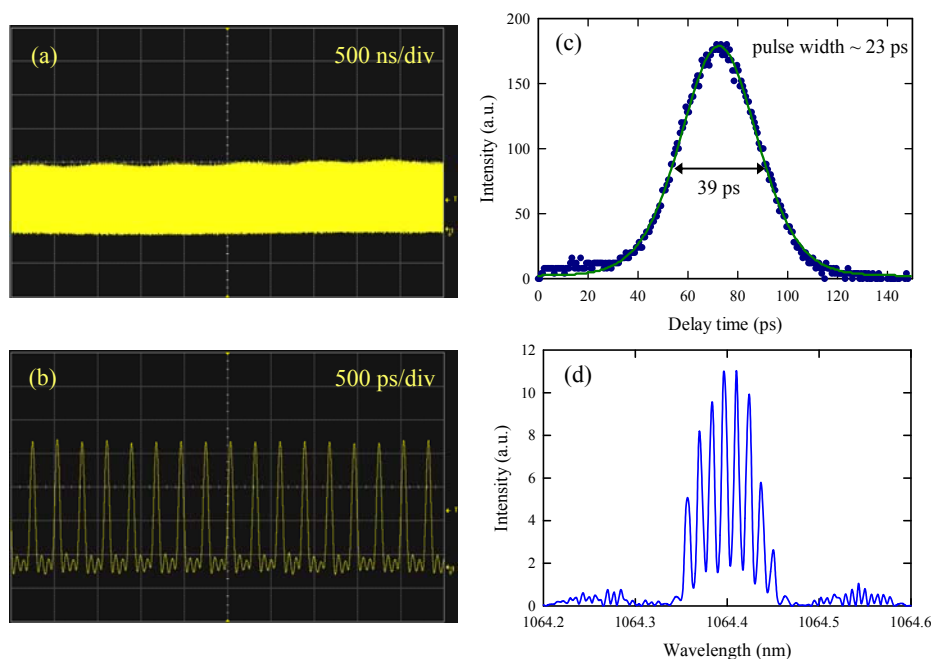 (a)
500 ns/div
(b)
500 ps/div
(c)
pulse width ~ 23 ps
39 ps
Intensity (a.u.)
200
150
100
50
0
0 20 40 60 80 100 120 140
Delay time (ps)
(d)
Intensity (a.u.)
12
10
8
6
4
2
0
1064.2 1064.3 1064.4 1064.5 1064.6
Wavelength (nm)